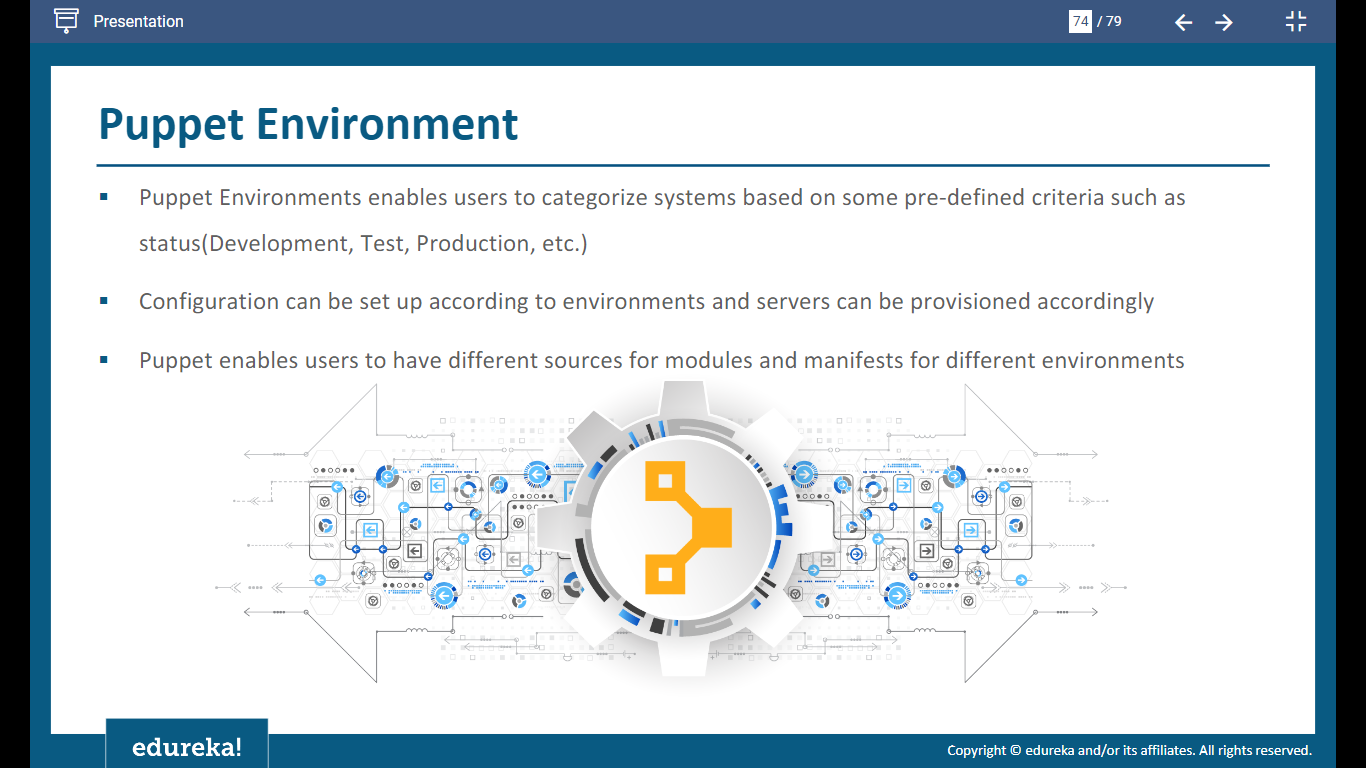 Presentation
74 / 79
Puppet Environment
▪ Puppet Environments enables users to categorize systems based on some pre-defined criteria such as
status(Development, Test, Production, etc.)
▪ Configuration can be set up according to environments and servers can be provisioned accordingly
▪ Puppet enables users to have different sources for modules and manifests for different environments
edureka!
Copyright © edureka and/or its affiliates. All rights reserved.